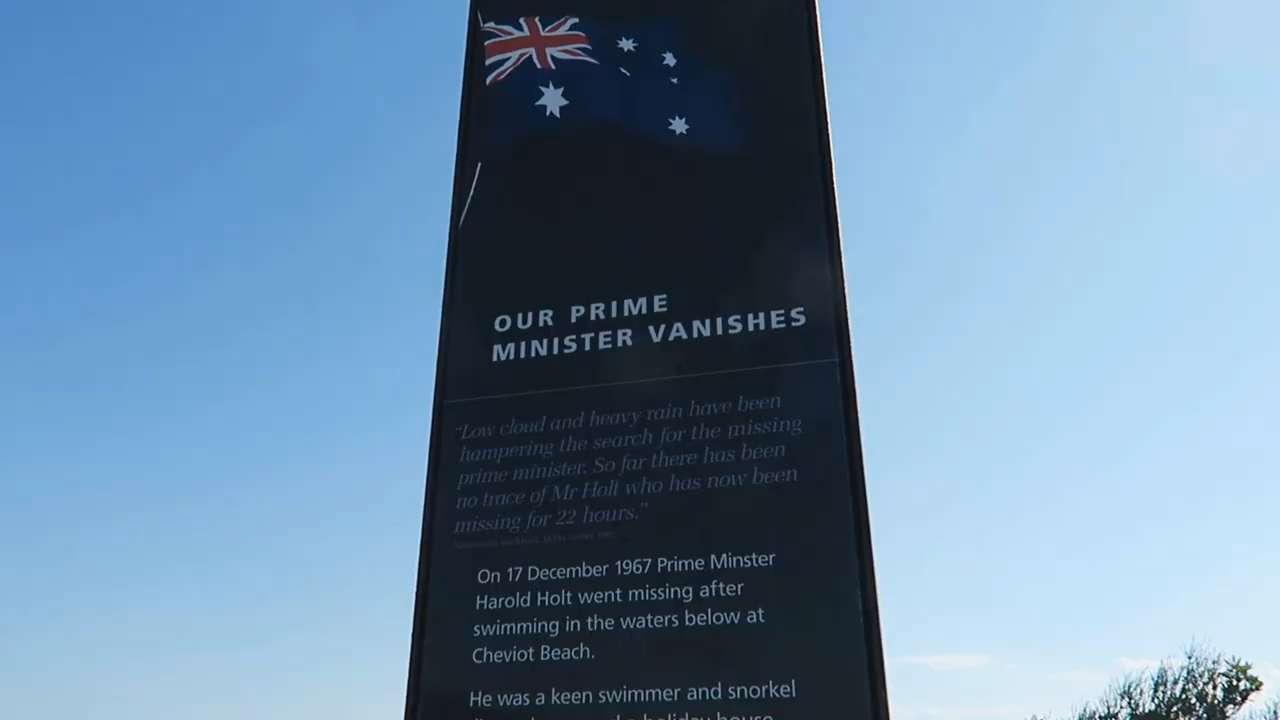 OUR PRIME
MINISTER VANISHES
"Low cloud and heavy rain have been
hampering the search for the missing
prime minister. So far there has been
no trace of Mr Holt who has now been
missing for 22 hours."
On 17 December 1967 Prime Minster
Harold Holt went missing after
swimming in the waters below at
Cheviot Beach.
He was a keen swimmer and snorkel
holiday house